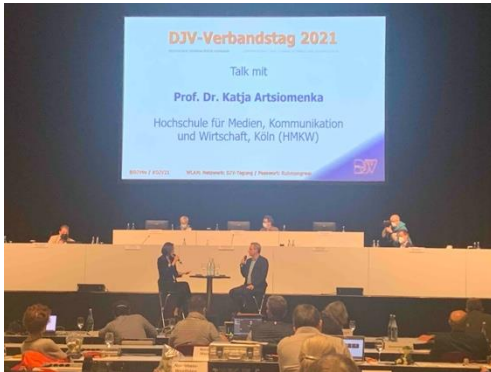 DJV-Verbandstag 2021
Talk mit
Prof. Dr. Katja Artsiomenka
Hochschule für Medien, Kommunikation
und Wirtschaft, Köln (HMKW)
DJV